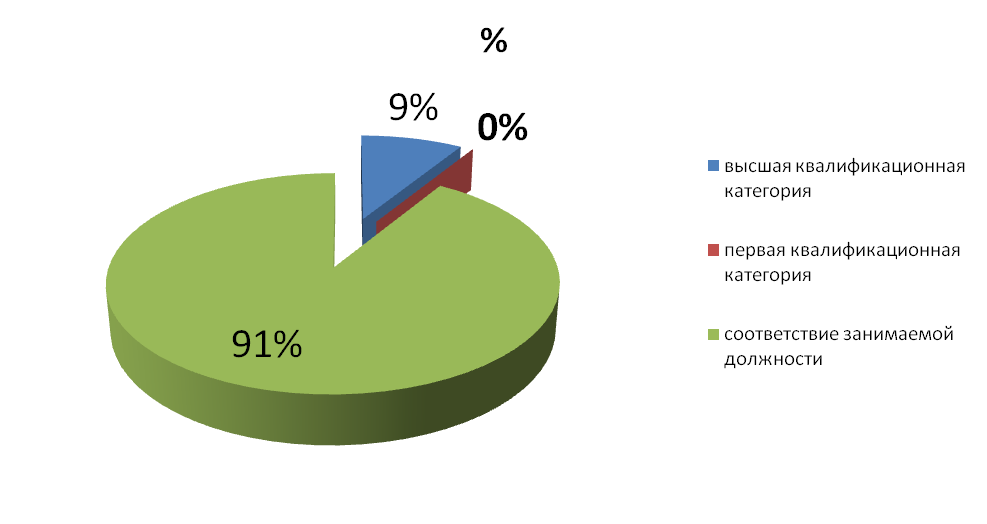 %
9%
0%
91%
высшая квалификационная
категория
первая квалификационная
категория
соответствие занимаемой
должности